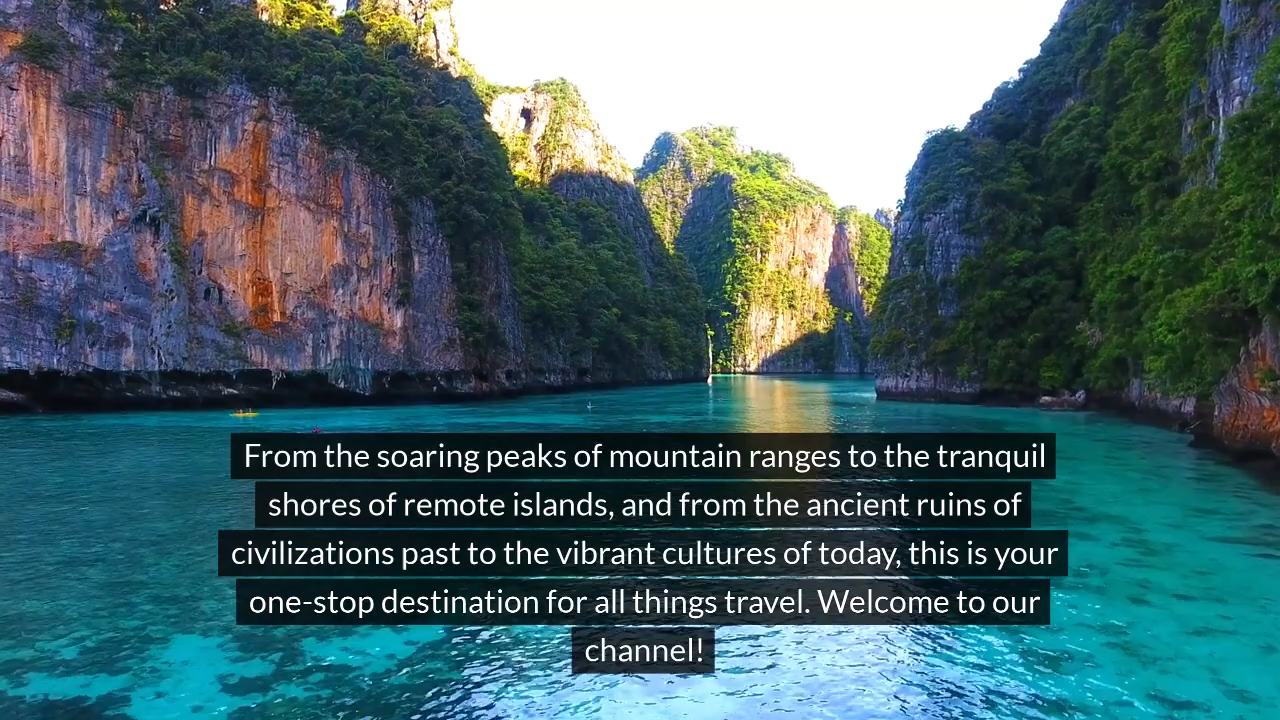 From the soaring peaks of mountain ranges to the tranquil
shores of remote islands, and from the ancient ruins of
civilizations past to the vibrant cultures of today, this is your
one-stop destination for all things travel. Welcome to our
channel!